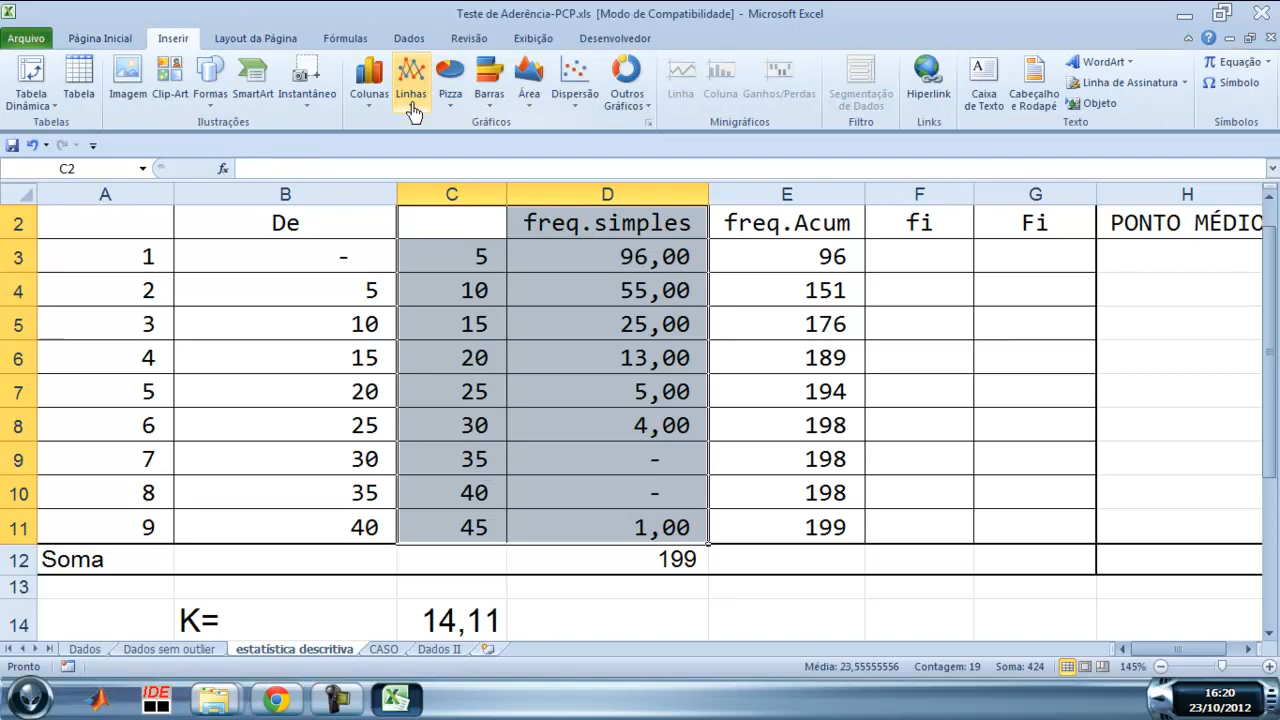 Teste de Aderência-PCP.xls [Modo de Compatibilidade] - Microsoft Excel
Arquivo Página Inicial Inserir Layout da Página Fórmulas Dados Revisão Exibição Desenvolvedor
Tabela Dinâmica Tabela Imagem Clip-Art Formas SmartArt Instantâneo Colunas Linhas Pizza Barras Área Dispersão Outros Gráficos Linha Coluna Ganhos/Perdas Segmentação de Dados Hyperlink Caixa de Texto Cabeçalho e Rodapé WordArt Linha de Assinatura Objeto Equação Símbolo
Tabelas Ilustrações Gráficos Minigráficos Filtro Links Texto Símbolos
C2 fx
A B C D E F G H
2 De freq.simples freq.Acum fi Fi PONTO MÉDIO
3 1 - 5 96,00 96
4 2 5 10 55,00 151
5 3 10 15 25,00 176
6 4 15 20 13,00 189
7 5 20 25 5,00 194
8 6 25 30 4,00 198
9 7 30 35 - 198
10 8 35 40 - 198
11 9 40 45 1,00 199
12 Soma 199
13
14 K= 14,11
Dados Dados sem outlier estatística descritiva CASO Dados II
Pronto Média: 23,55555556 Contagem: 19 Soma: 424 145%
IDE
16:20
23/10/2012